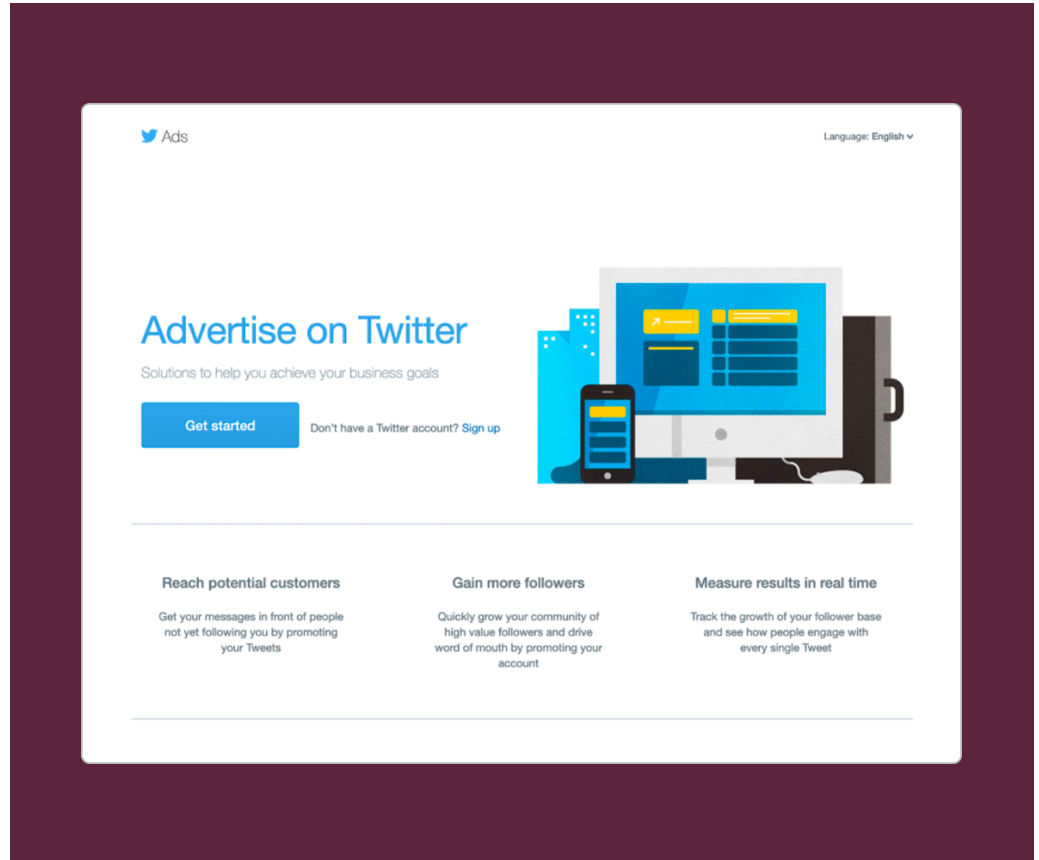 Ads
Language: English
Advertise on Twitter
Solutions to help you achieve your business goals
Get started
Don't have a Twitter account? Sign up
Reach potential customers
Get your messages in front of people
not yet following you by promoting
your Tweets
Gain more followers
Quickly grow your community of
high value followers and drive
word of mouth by promoting your
account
Measure results in real time
Track the growth of your follower base
and see how people engage with
every single Tweet